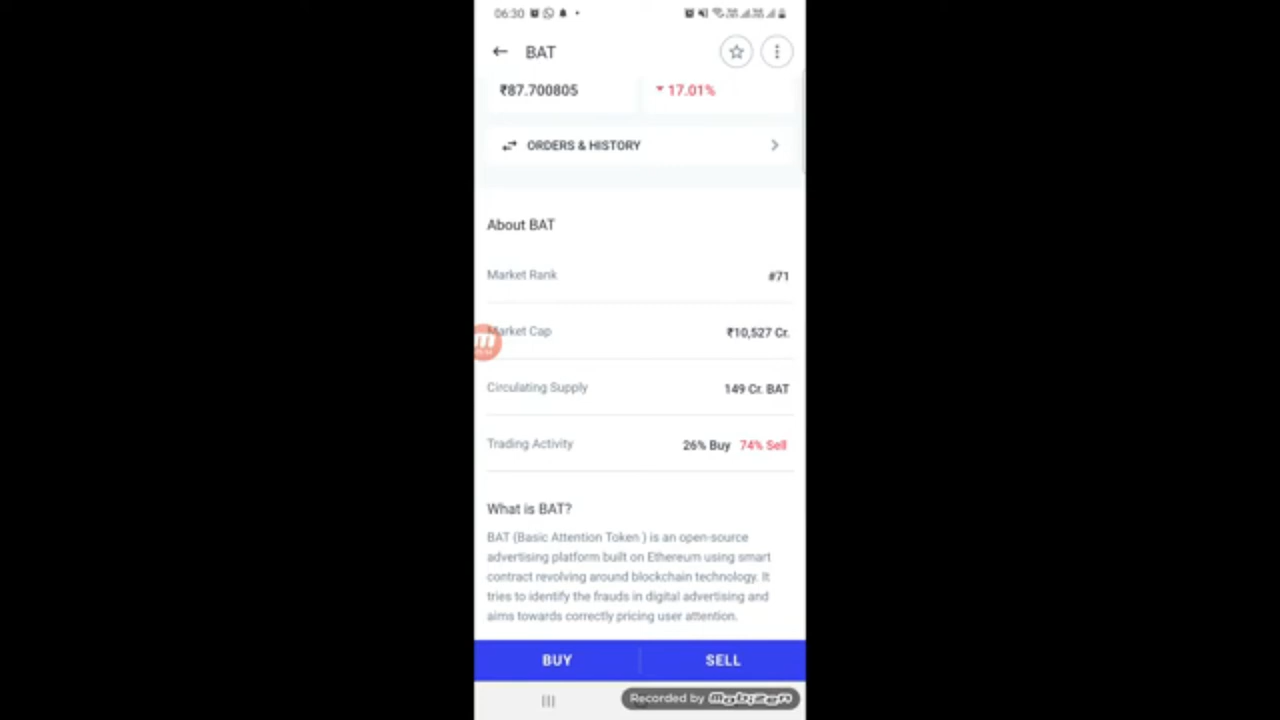 06:30
BAT
₹87.700805
17.01%
ORDERS & HISTORY
About BAT
Market Rank
#71
Market Cap
₹10,527 Cr.
Circulating Supply
149 Cr. BAT
Trading Activity
26% Buy 74% Sell
What is BAT?
BAT (Basic Attention Token ) is an open-source
advertising platform built on Ethereum using smart
contract revolving around blockchain technology. It
tries to identify the frauds in digital advertising and
aims towards correctly pricing user attention.
BUY
SELL
Recorded by mobizen